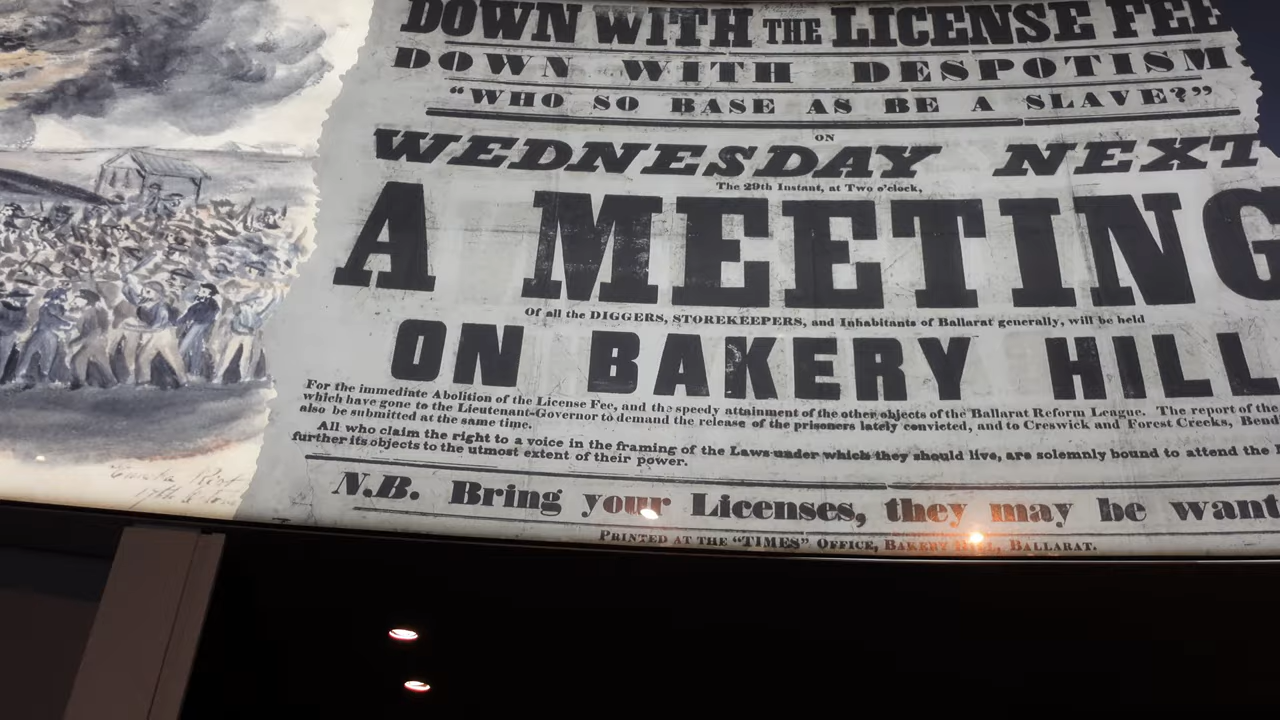 DOWN WITH THE LICENSE FEE
DOWN WITH DESPOTISM
“WHO SO BASE AS BE A SLAVE?”
ON
WEDNESDAY NEXT
The 29th Instant, at Two o'clock,
A MEETING
Of all the DIGGERS, STOREKEEPERS, and Inhabitants of Ballarat generally, will be held
ON BAKERY HILL
For the immediate Abolition of the License Fee, and the speedy attainment of the other objects of the Ballarat Reform League. The report of the
which have gone to the Lieutenant-Governor to demand the release of the prisoners lately convicted, and to Creswick and Forest Creeks, Bend
also be submitted at the same time.
All who claim the right to a voice in the framing of the Laws under which they should live, are solemnly bound to attend the
further its objects to the utmost extent of their power.
N.B. Bring your Licenses, they may be want
PRINTED AT THE "TIMES" OFFICE, BAKERY HILL, BALLARAT.
Eureka
17th